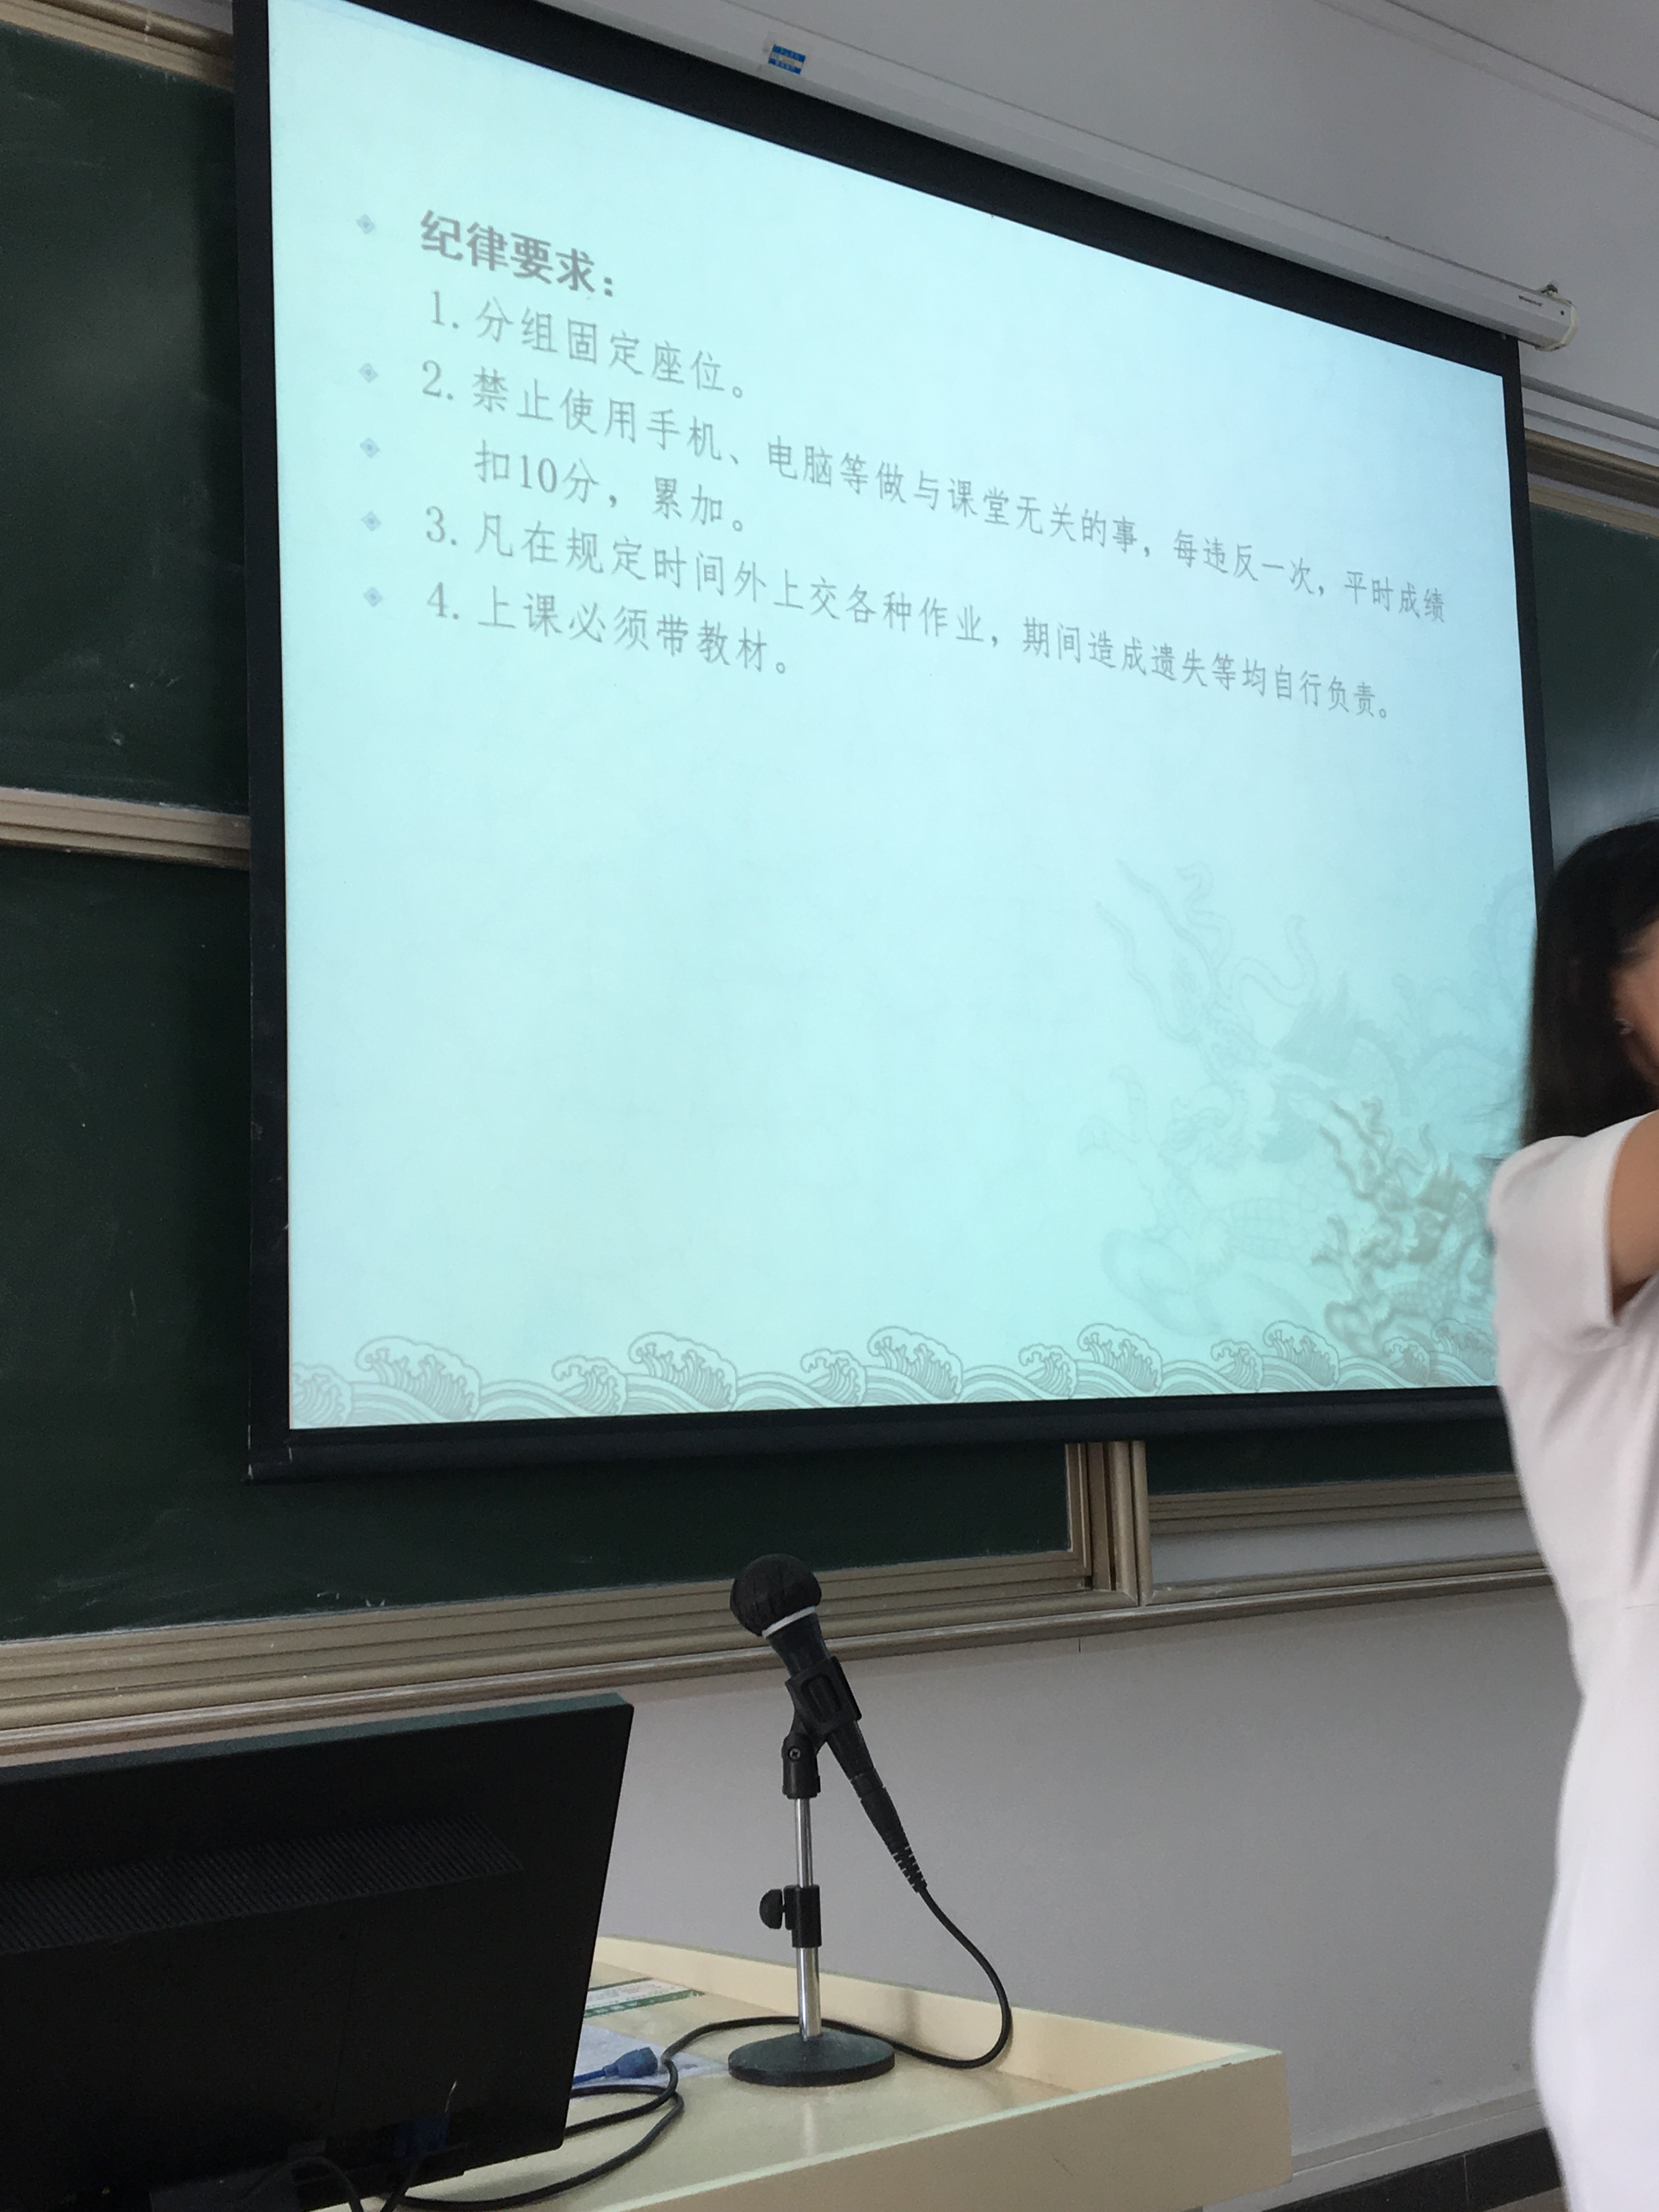 纪律要求：
1. 分组固定座位。
2. 禁止使用手机、电脑等做与课堂无关的事，每违反一次，平时成绩
扣10分，累加。
3. 凡在规定时间外上交各种作业，期间造成遗失等均自行负责。
4. 上课必须带教材。